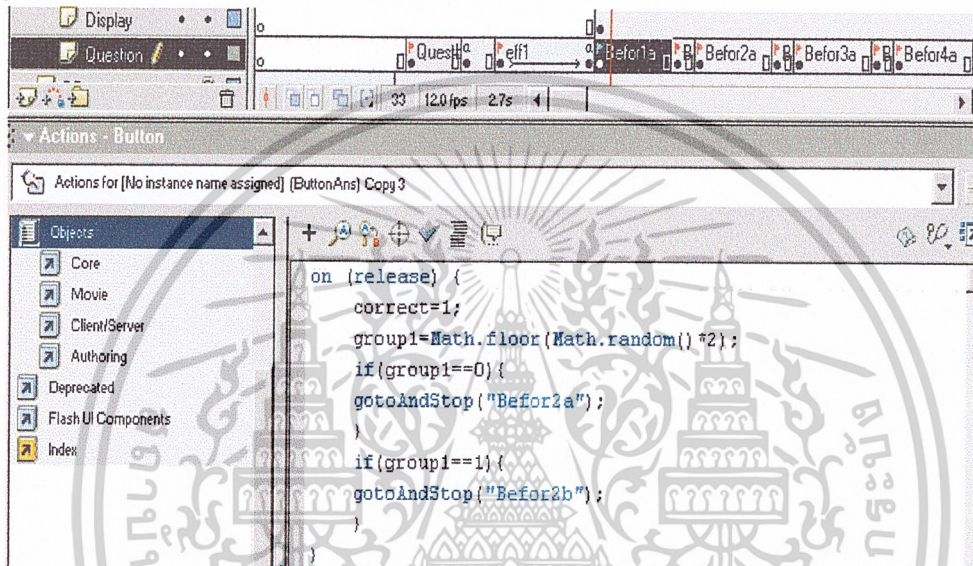 Display
Question Quest eff1 Befor1a B Befor2a B Befor3a B Befor4a
33 12.0 fps 2.7s
Actions - Button
Actions for [No instance name assigned] (ButtonAns) Copy 3
Objects
Core
Movie
Client/Server
Authoring
Deprecated
Flash UI Components
Index
on (release) {
correct=1;
group1=Math.floor(Math.random()*2);
if(group1==0){
gotoAndStop("Befor2a");
}
if(group1==1){
gotoAndStop("Befor2b");
}
}